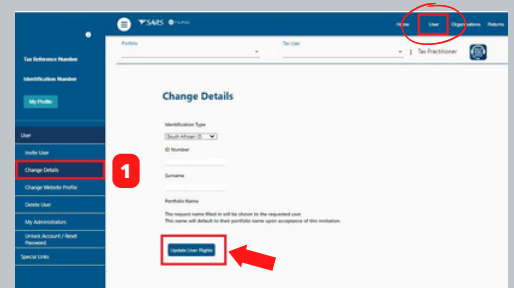 SARS eFILING
Home User Organisations Returns
Portfolio
Tax User
Tax Practitioner
Tax Reference Number
Identification Number
My Profile
User
Invite User
Change Details
Change Website Profile
Delete User
My Administrators
Unlock Account / Reset
Password
Special Links
1
Change Details
Identification Type
South African ID
ID Number
Surname
Portfolio Name
The request name filled in will be shown to the requested user.
This name will default to their portfolio name upon acceptance of this invitation.
Update User Rights